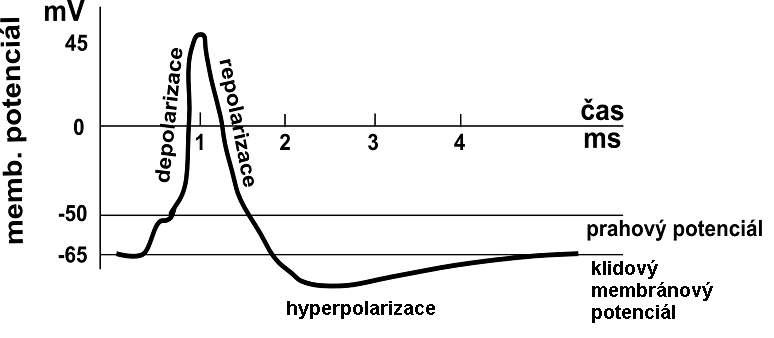 mV
memb. potenciál
45
0
-50
-65
depolarizace
repolarizace
1
2
3
4
čas
ms
prahový potenciál
klidový
membránový
potenciál
hyperpolarizace